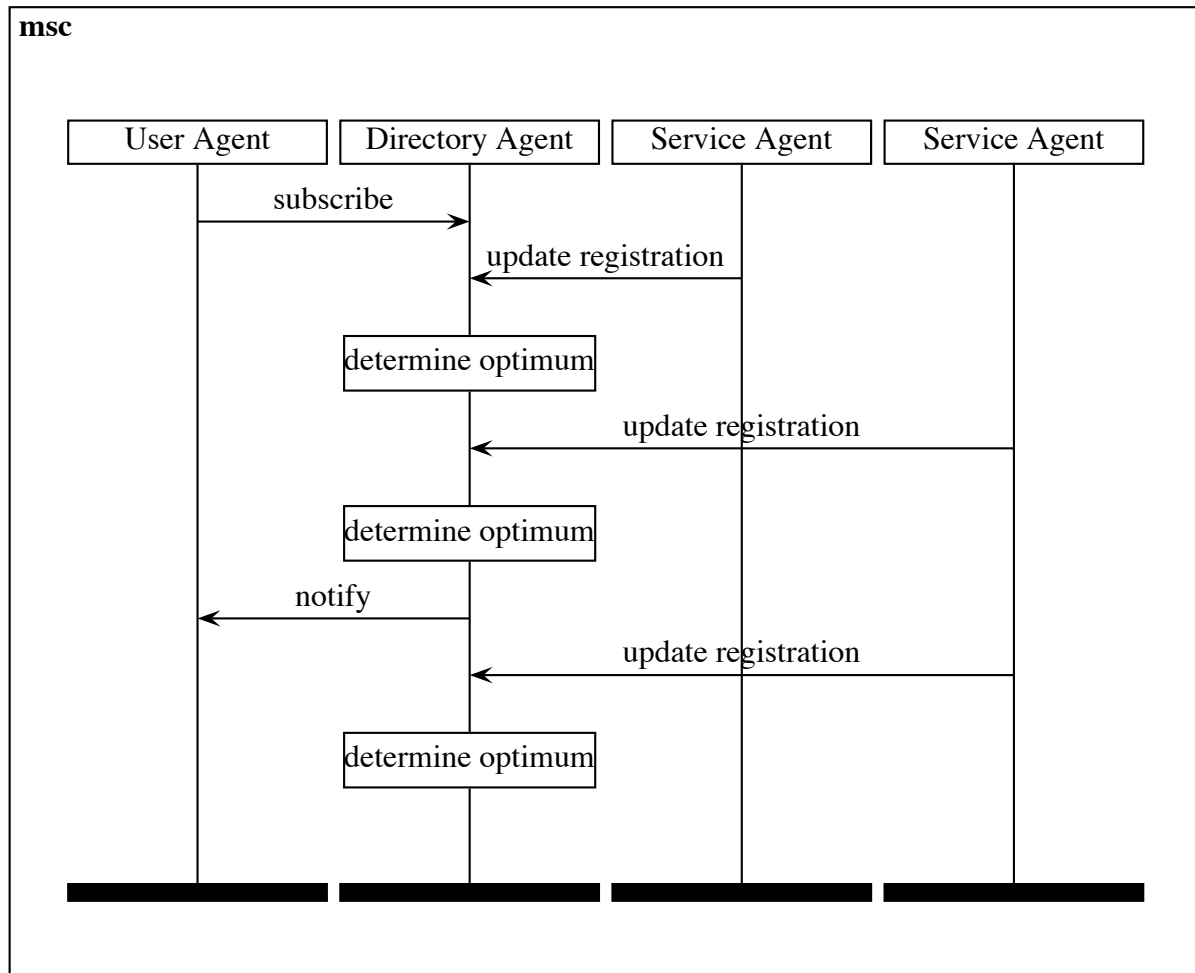 msc
User Agent
Directory Agent
Service Agent
Service Agent
subscribe
update registration
determine optimum
update registration
determine optimum
notify
update registration
determine optimum